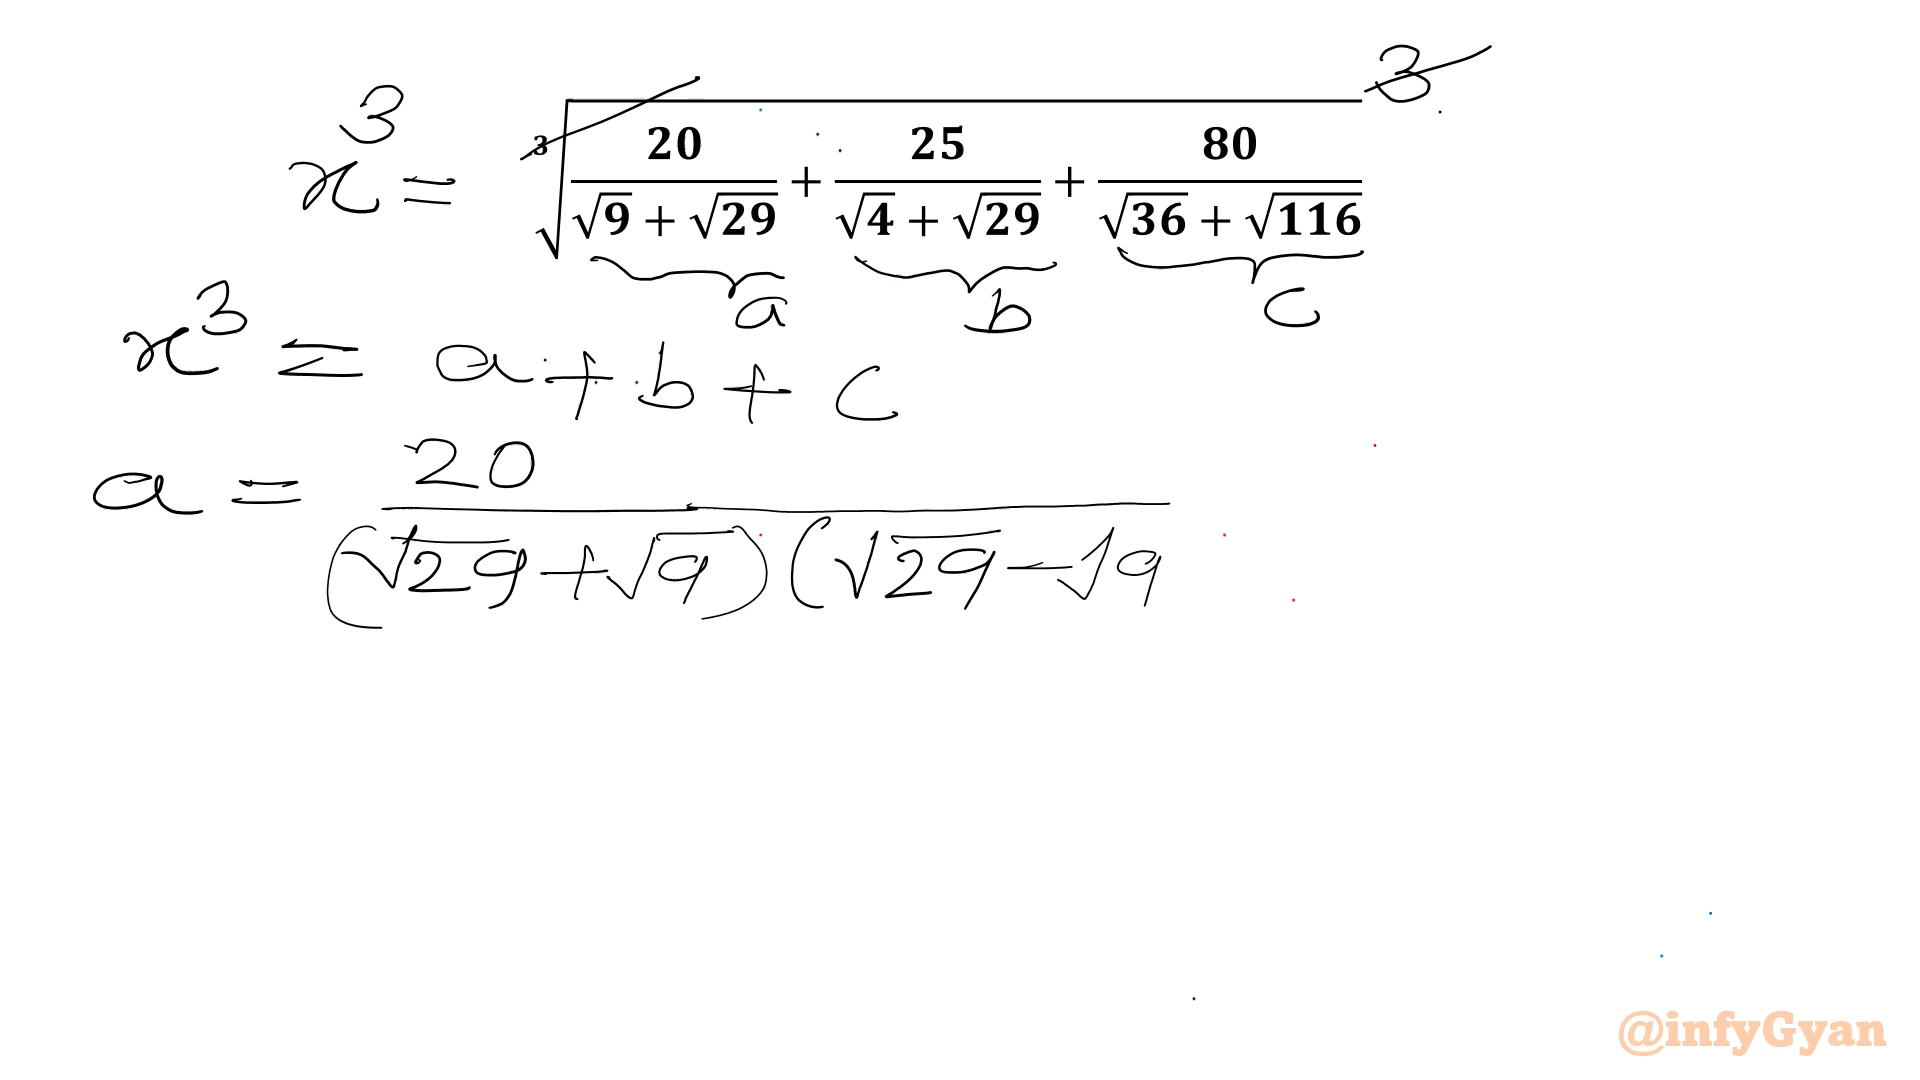 x³ = ∛(20/(√9 + √29) + 25/(√4 + √29) + 80/(√36 + √116))³
a b c
x³ = a + b + c
a = 20/((√29 + √9)(√29 − √9
@infyGyan